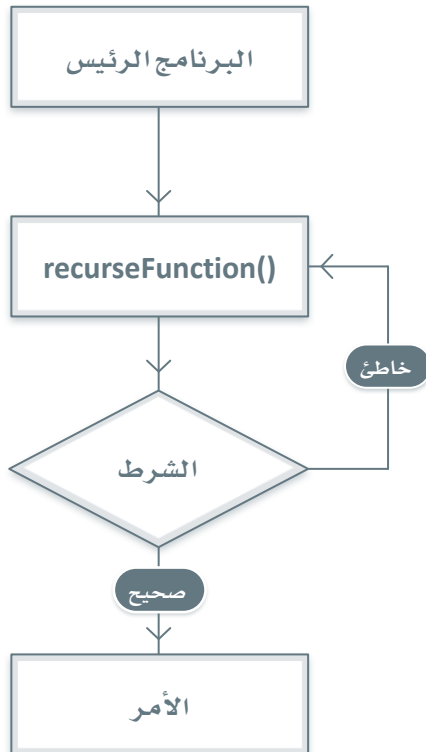 البرنامج الرئيس
recurseFunction()
خاطئ
الشرط
صحيح
الأمر